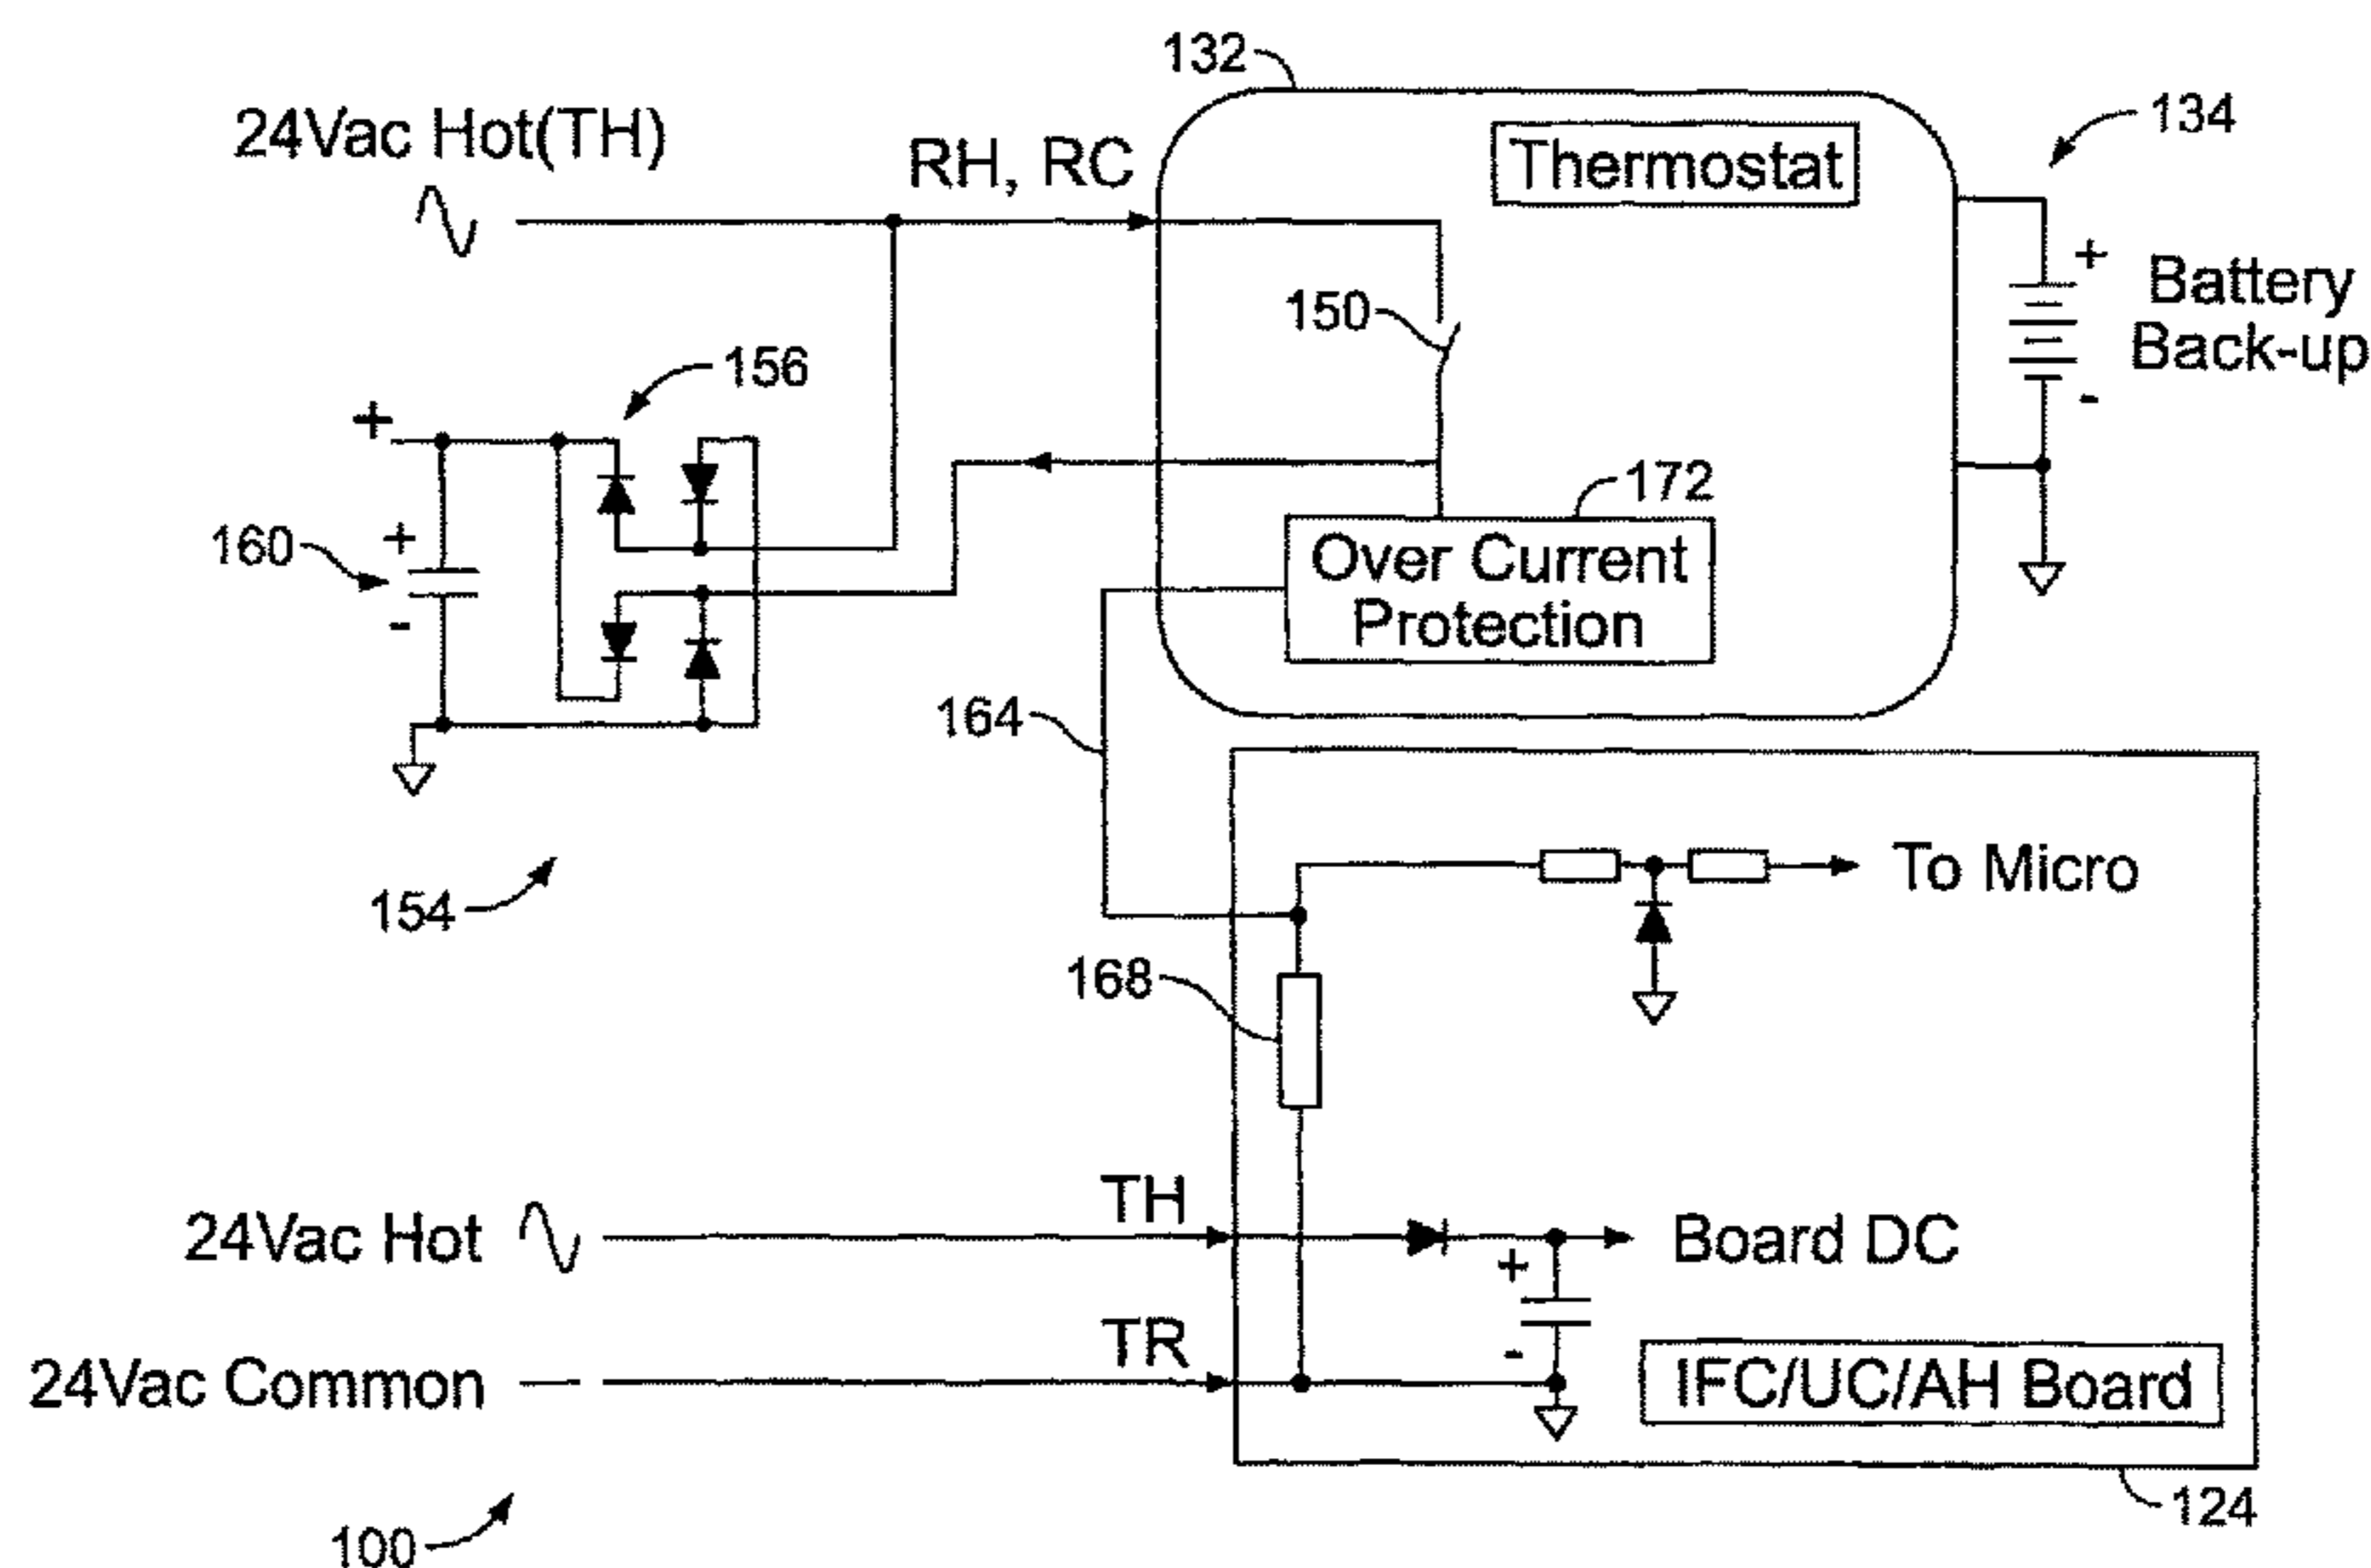 132
24Vac Hot(TH)
RH, RC
Thermostat
134
+
Battery
Back-up
-
150
156
+
160
+
-
172
Over Current
Protection
164
154
To Micro
168
TH
24Vac Hot
Board DC
+
-
TR
24Vac Common
IFC/UC/AH Board
124
100